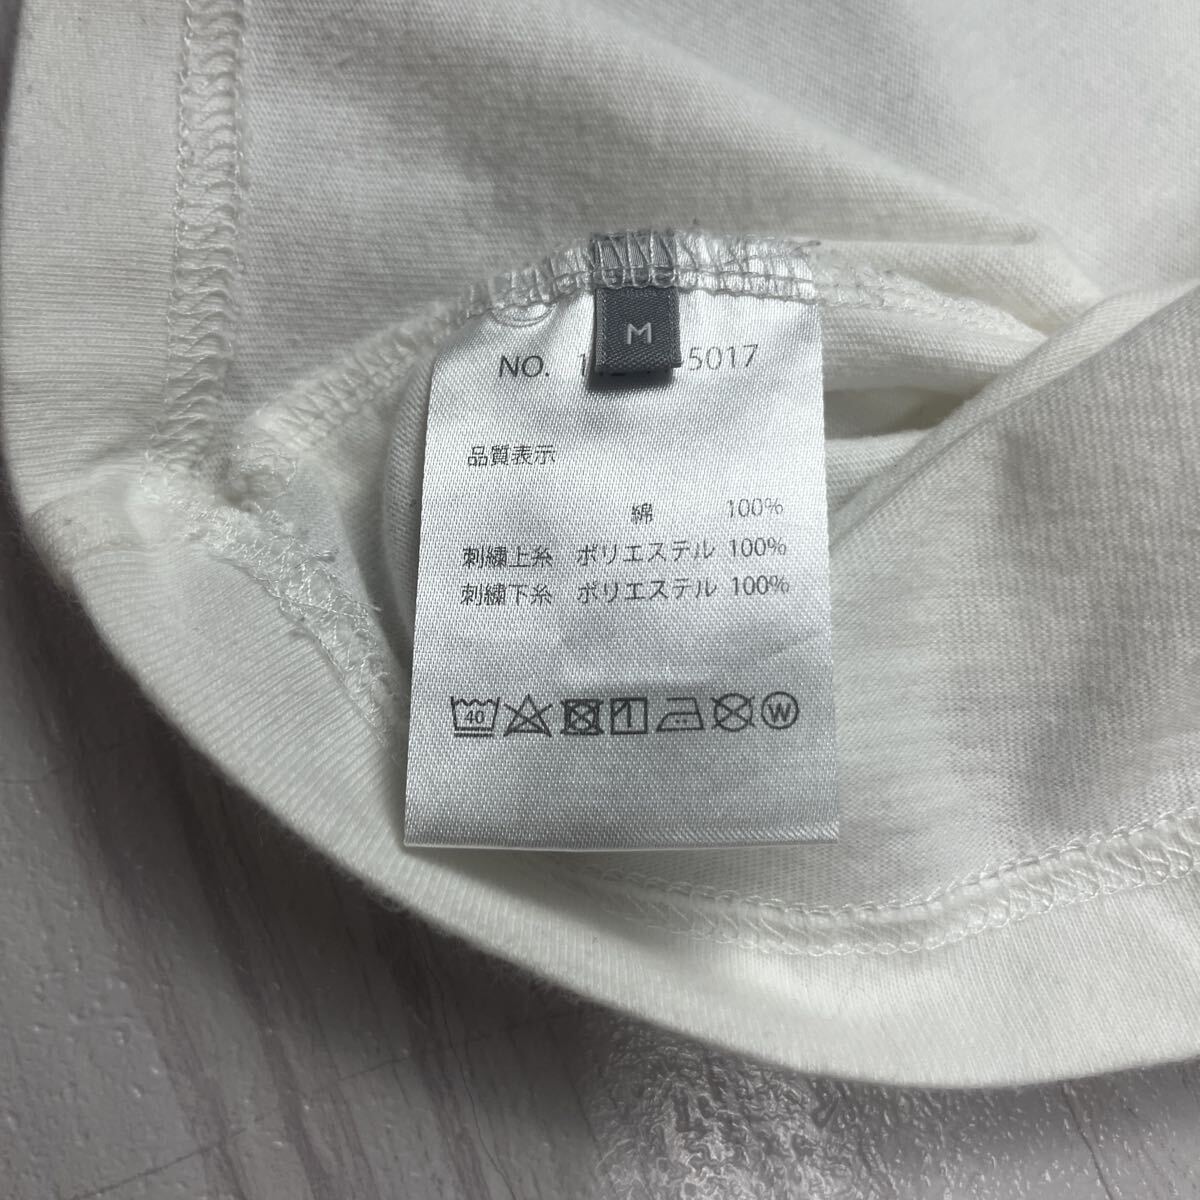 M
NO. 5017
品質表示
綿 100%
刺繍上糸 ポリエステル 100%
刺繍下糸 ポリエステル 100%
40
W